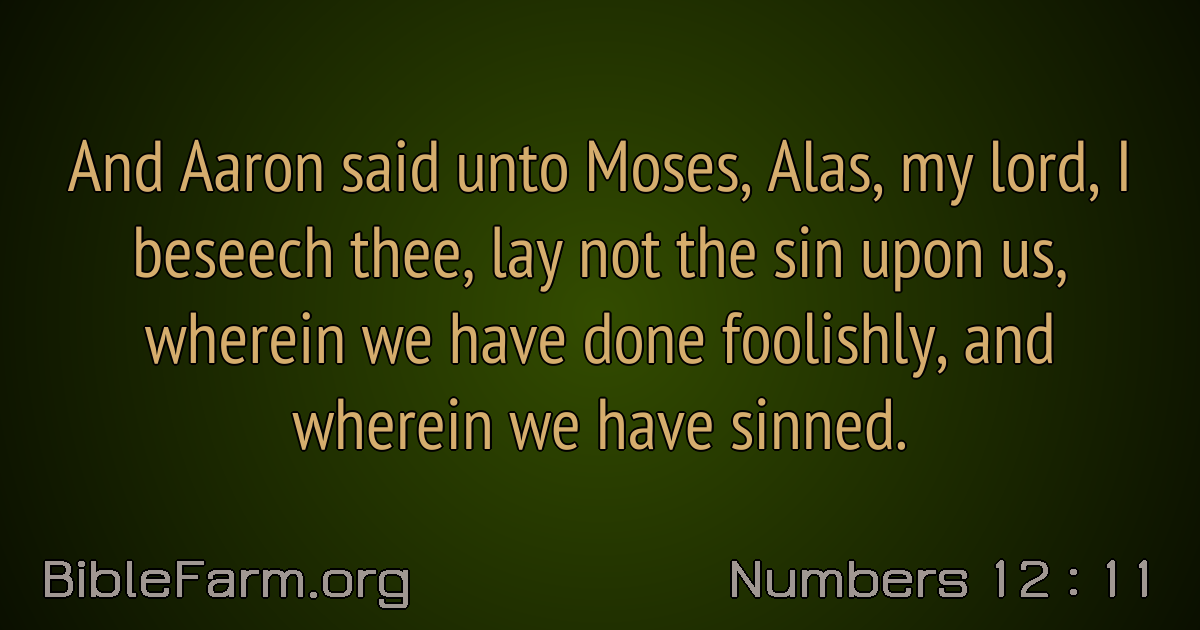 And Aaron said unto Moses, Alas, my lord, I
beseech thee, lay not the sin upon us,
wherein we have done foolishly, and
wherein we have sinned.
BibleFarm.org
Numbers 12 : 11